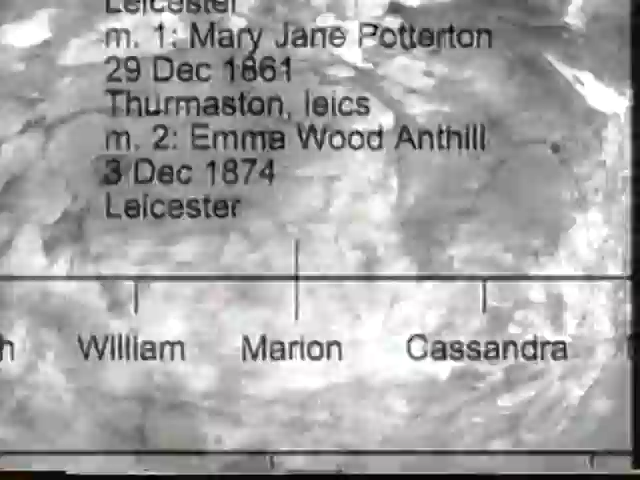 Leicester
m. 1: Mary Jane Potterton
29 Dec 1861
Thurmaston, leics
m. 2: Emma Wood Anthill
3 Dec 1874
Leicester
h William Marion Cassandra